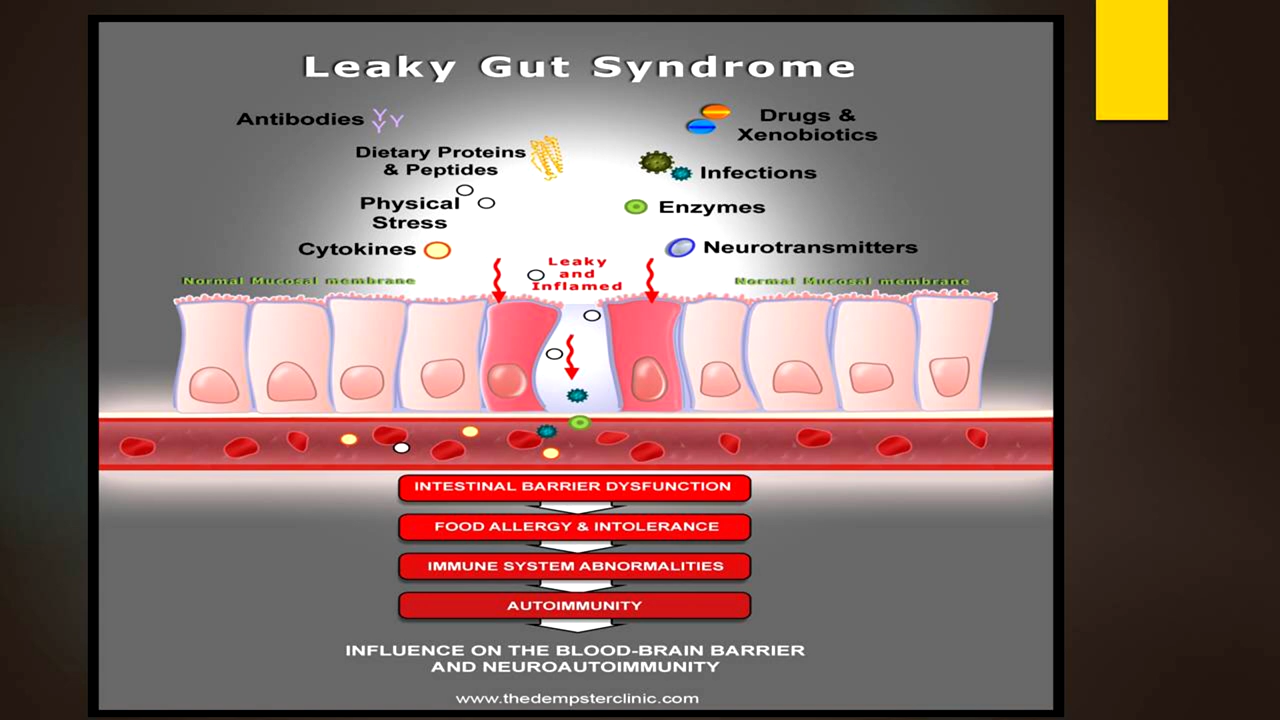 Leaky Gut Syndrome
Antibodies
Dietary Proteins
& Peptides
Physical
Stress
Cytokines
Drugs &
Xenobiotics
Infections
Enzymes
Neurotransmitters
Leaky
and
Inflamed
Normal Mucosal membrane
Normal Mucosal membrane
INTESTINAL BARRIER DYSFUNCTION
FOOD ALLERGY & INTOLERANCE
IMMUNE SYSTEM ABNORMALITIES
AUTOIMMUNITY
INFLUENCE ON THE BLOOD-BRAIN BARRIER
AND NEUROAUTOIMMUNITY
www.thedempsterclinic.com